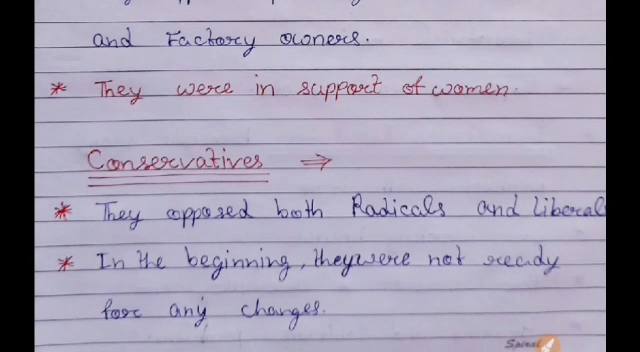 and Factory owners.
* They were in support of women.
Conservatives ⇒
* They opposed both Radicals and liberals
* In the beginning, they were not ready
for any changes.